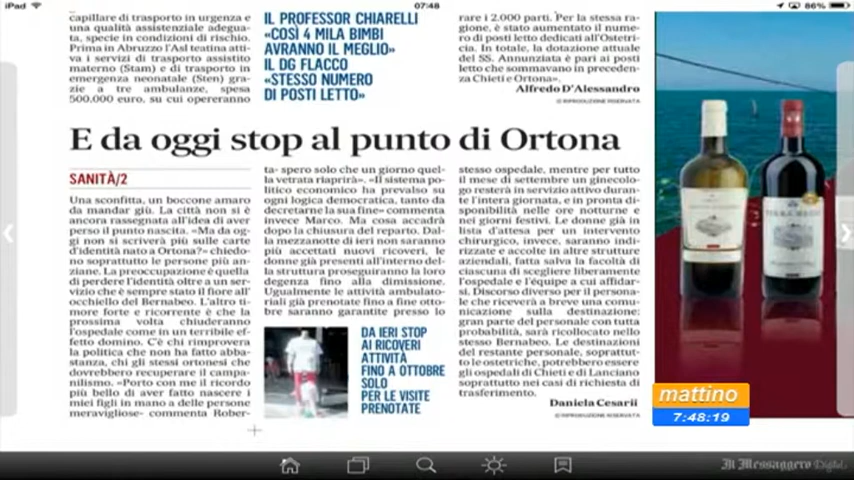 iPad
07:48
86%
capillare di trasporto in urgenza e
una qualità assistenziale adegua-
ta, specie in condizioni di rischio.
Prima in Abruzzo l'Asl teatina atti-
va i servizi di trasporto assistito
materno (Stam) e di trasporto in
emergenza neonatale (Sten) gra-
zie a tre ambulanze, spesa
500.000 euro, su cui opereranno
IL PROFESSOR CHIARELLI
«COSÌ 4 MILA BIMBI
AVRANNO IL MEGLIO»
IL DG FLACCO
«STESSO NUMERO
DI POSTI LETTO»
rare i 2.000 parti. Per la stessa ra-
gione, è stato aumentato il nume-
ro di posti letto dedicati all'Ostetri-
cia. In totale, la dotazione attuale
del SS. Annunziata è pari ai posti
letto che sommavano in preceden-
za Chieti e Ortona».
Alfredo D'Alessandro
© RIPRODUZIONE RISERVATA
E da oggi stop al punto di Ortona
SANITÀ/2
Una sconfitta, un boccone amaro
da mandar giù. La città non si è
ancora rassegnata all'idea di aver
perso il punto nascita. «Ma da og-
gi non si scriverà più sulle carte
d'identità nato a Ortona?» chiedo-
no soprattutto le persone più an-
ziane. La preoccupazione è quella
di perdere l'identità oltre a un ser-
vizio che è sempre stato il fiore all'
occhiello del Bernabeo. L'altro ti-
more forte e ricorrente è che la
prossima volta chiuderanno
l'ospedale come in un terribile ef-
fetto domino. C'è chi rimprovera
la politica che non ha fatto abba-
stanza, chi gli stessi ortonesi che
dovrebbero recuperare il campa-
nilismo. «Porto con me il ricordo
più bello di aver fatto nascere i
miei figli in mano a delle persone
meravigliose- commenta Rober-
ta- spero solo che un giorno quel-
la vetrata riaprirà». «Il sistema po-
litico economico ha prevalso su
ogni logica democratica, tanto da
decretarne la sua fine» commenta
invece Marco. Ma cosa accadrà
dopo la chiusura del reparto. Dal-
la mezzanotte di ieri non saranno
più accettati nuovi ricoveri, le
donne già presenti all'interno del-
la struttura proseguiranno la loro
degenza fino alla dimissione.
Ugualmente le attività ambulato-
riali già prenotate fino a fine otto-
bre saranno garantite presso lo
DA IERI STOP
AI RICOVERI
ATTIVITÀ
FINO A OTTOBRE
SOLO
PER LE VISITE
PRENOTATE
stesso ospedale, mentre per tutto
il mese di settembre un ginecolo-
go resterà in servizio attivo duran-
te l'intera giornata, e in pronta di-
sponibilità nelle ore notturne e
nei giorni festivi. Le donne già in
lista d'attesa per un intervento
chirurgico, invece, saranno indi-
rizzate e accolte in altre strutture
aziendali, fatta salva la facoltà di
ciascuna di scegliere liberamente
l'ospedale e l'équipe a cui affidar-
si. Discorso diverso per il persona-
le che riceverà a breve una comu-
nicazione sulla destinazione:
gran parte del personale con tutta
probabilità, sarà ricollocato nello
stesso Bernabeo. Le destinazioni
del restante personale, soprattut-
to le ostetriche, potrebbero essere
gli ospedali di Chieti e di Lanciano
soprattutto nei casi di richiesta di
trasferimento.
Daniela Cesarii
© RIPRODUZIONE RISERVATA
mattino
7:48:19
Il Messaggero Digital